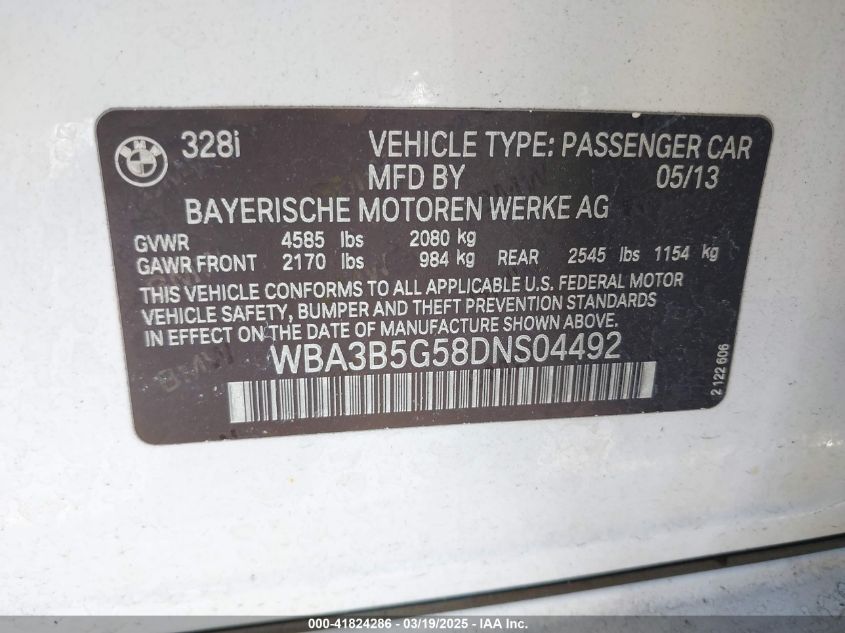 BMW 328i VEHICLE TYPE: PASSENGER CAR
MFD BY 05/13
BAYERISCHE MOTOREN WERKE AG
GVWR 4585 lbs 2080 kg
GAWR FRONT 2170 lbs 984 kg REAR 2545 lbs 1154 kg
THIS VEHICLE CONFORMS TO ALL APPLICABLE U.S. FEDERAL MOTOR
VEHICLE SAFETY, BUMPER AND THEFT PREVENTION STANDARDS
IN EFFECT ON THE DATE OF MANUFACTURE SHOWN ABOVE.
WBA3B5G58DNS04492
2 122 606
000-41824286 - 03/19/2025 - IAA, Inc.